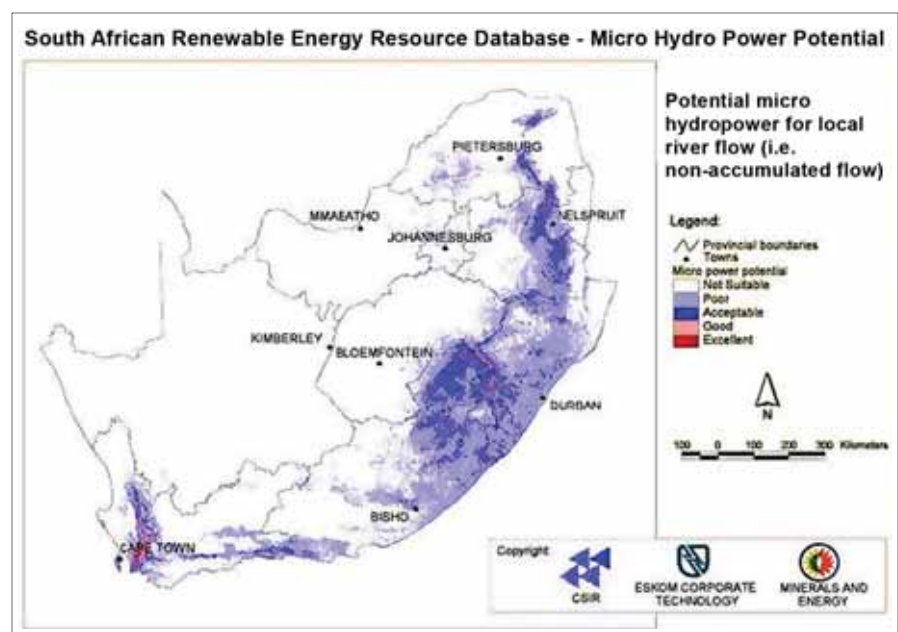 South African Renewable Energy Resource Database - Micro Hydro Power Potential
Potential micro
hydropower for local
river flow (i.e.
non-accumulated flow)
PIETERSBURG
MMABATHO
NELSPRUIT
JOHANNESBURG
KIMBERLEY
BLOEMFONTEIN
DURBAN
BISHO
CAPE TOWN
Legend:
Provincial boundaries
Towns
Micro power potential
Not Suitable
Poor
Acceptable
Good
Excellent
N
100 0 100 200 300 Kilometers
Copyright:
CSIR
ESKOM CORPORATE
TECHNOLOGY
MINERALS AND
ENERGY